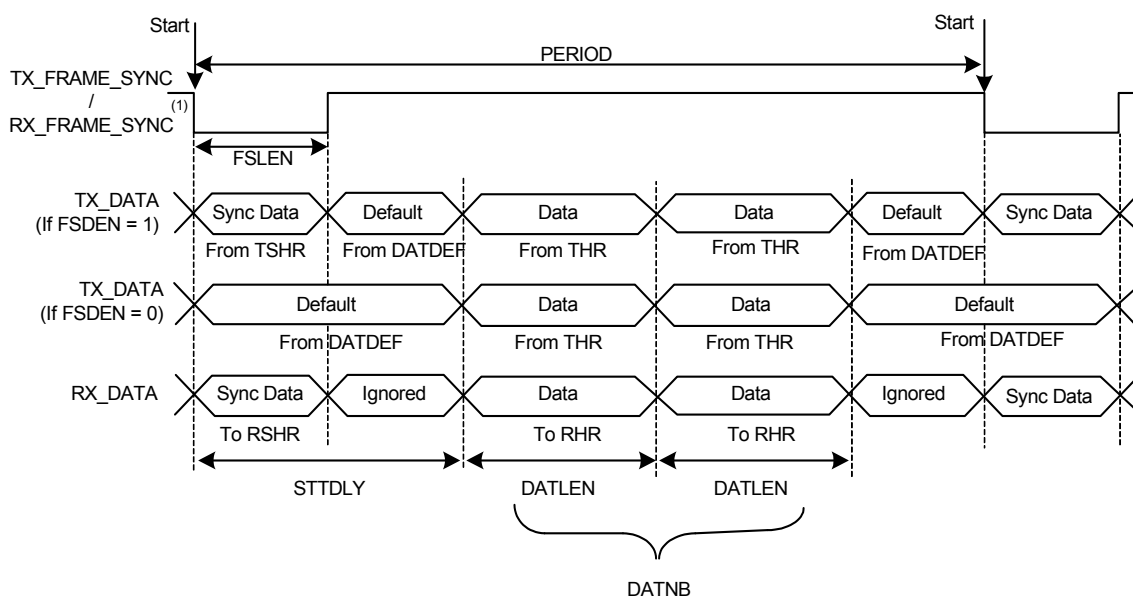 Start
Start
PERIOD
TX_FRAME_SYNC
/
RX_FRAME_SYNC
(1)
FSLEN
TX_DATA
(If FSDEN = 1)
Sync Data
Default
Data
Data
Default
Sync Data
From TSHR
From DATDEF
From THR
From THR
From DATDEF
TX_DATA
(If FSDEN = 0)
Default
Data
Data
Default
From DATDEF
From THR
From THR
From DATDEF
RX_DATA
Sync Data
Ignored
Data
Data
Ignored
Sync Data
To RSHR
To RHR
To RHR
STTDLY
DATLEN
DATLEN
DATNB